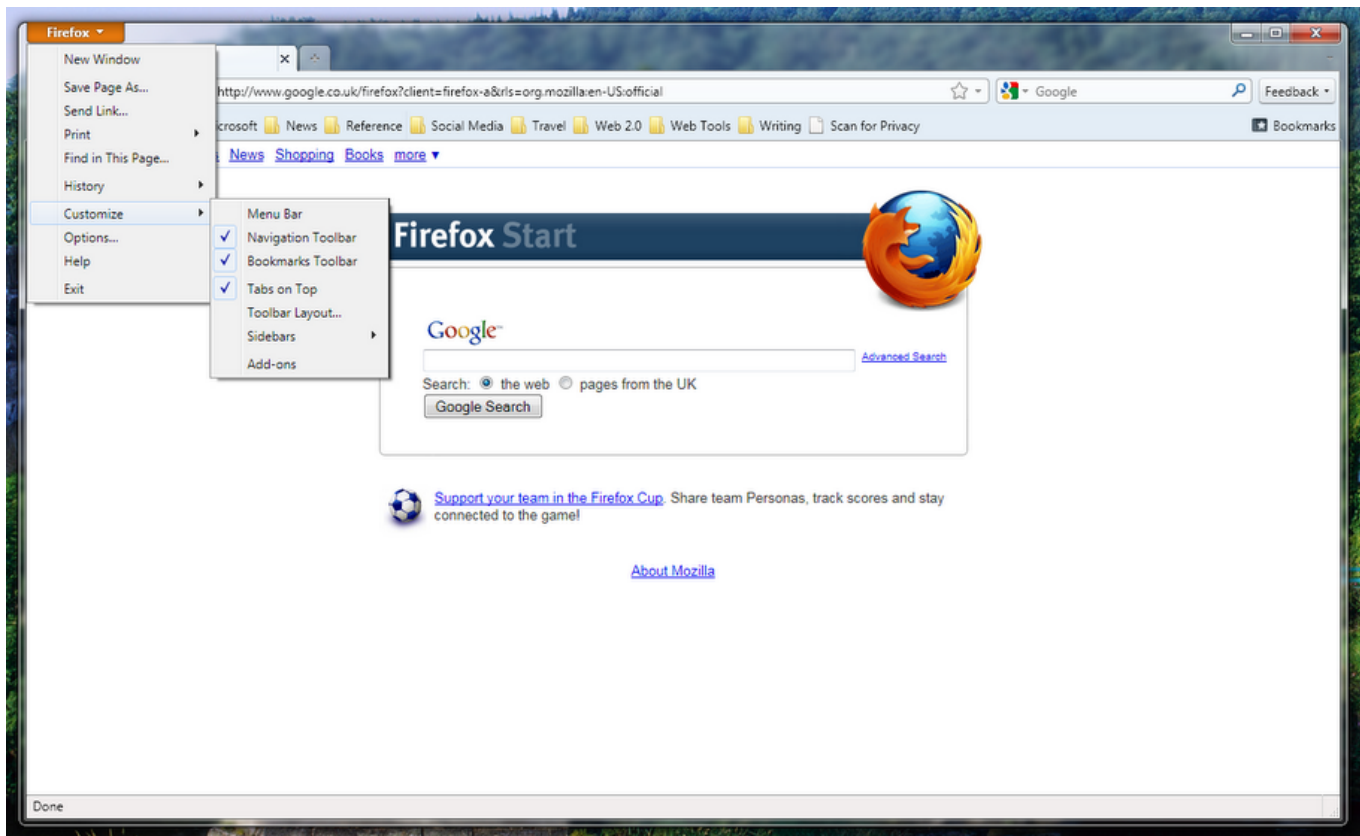 Firefox
New Window
Save Page As...
Send Link...
Print
Find in This Page...
History
Customize
Options...
Help
Exit
Menu Bar
Navigation Toolbar
Bookmarks Toolbar
Tabs on Top
Toolbar Layout...
Sidebars
Add-ons
http://www.google.co.uk/firefox?client=firefox-a&rls=org.mozilla:en-US:official
Google
Feedback
crosoft News Reference Social Media Travel Web 2.0 Web Tools Writing Scan for Privacy
Bookmarks
News Shopping Books more
Firefox Start
Google
Advanced Search
Search: the web pages from the UK
Google Search
Support your team in the Firefox Cup. Share team Personas, track scores and stay
connected to the game!
About Mozilla
Done